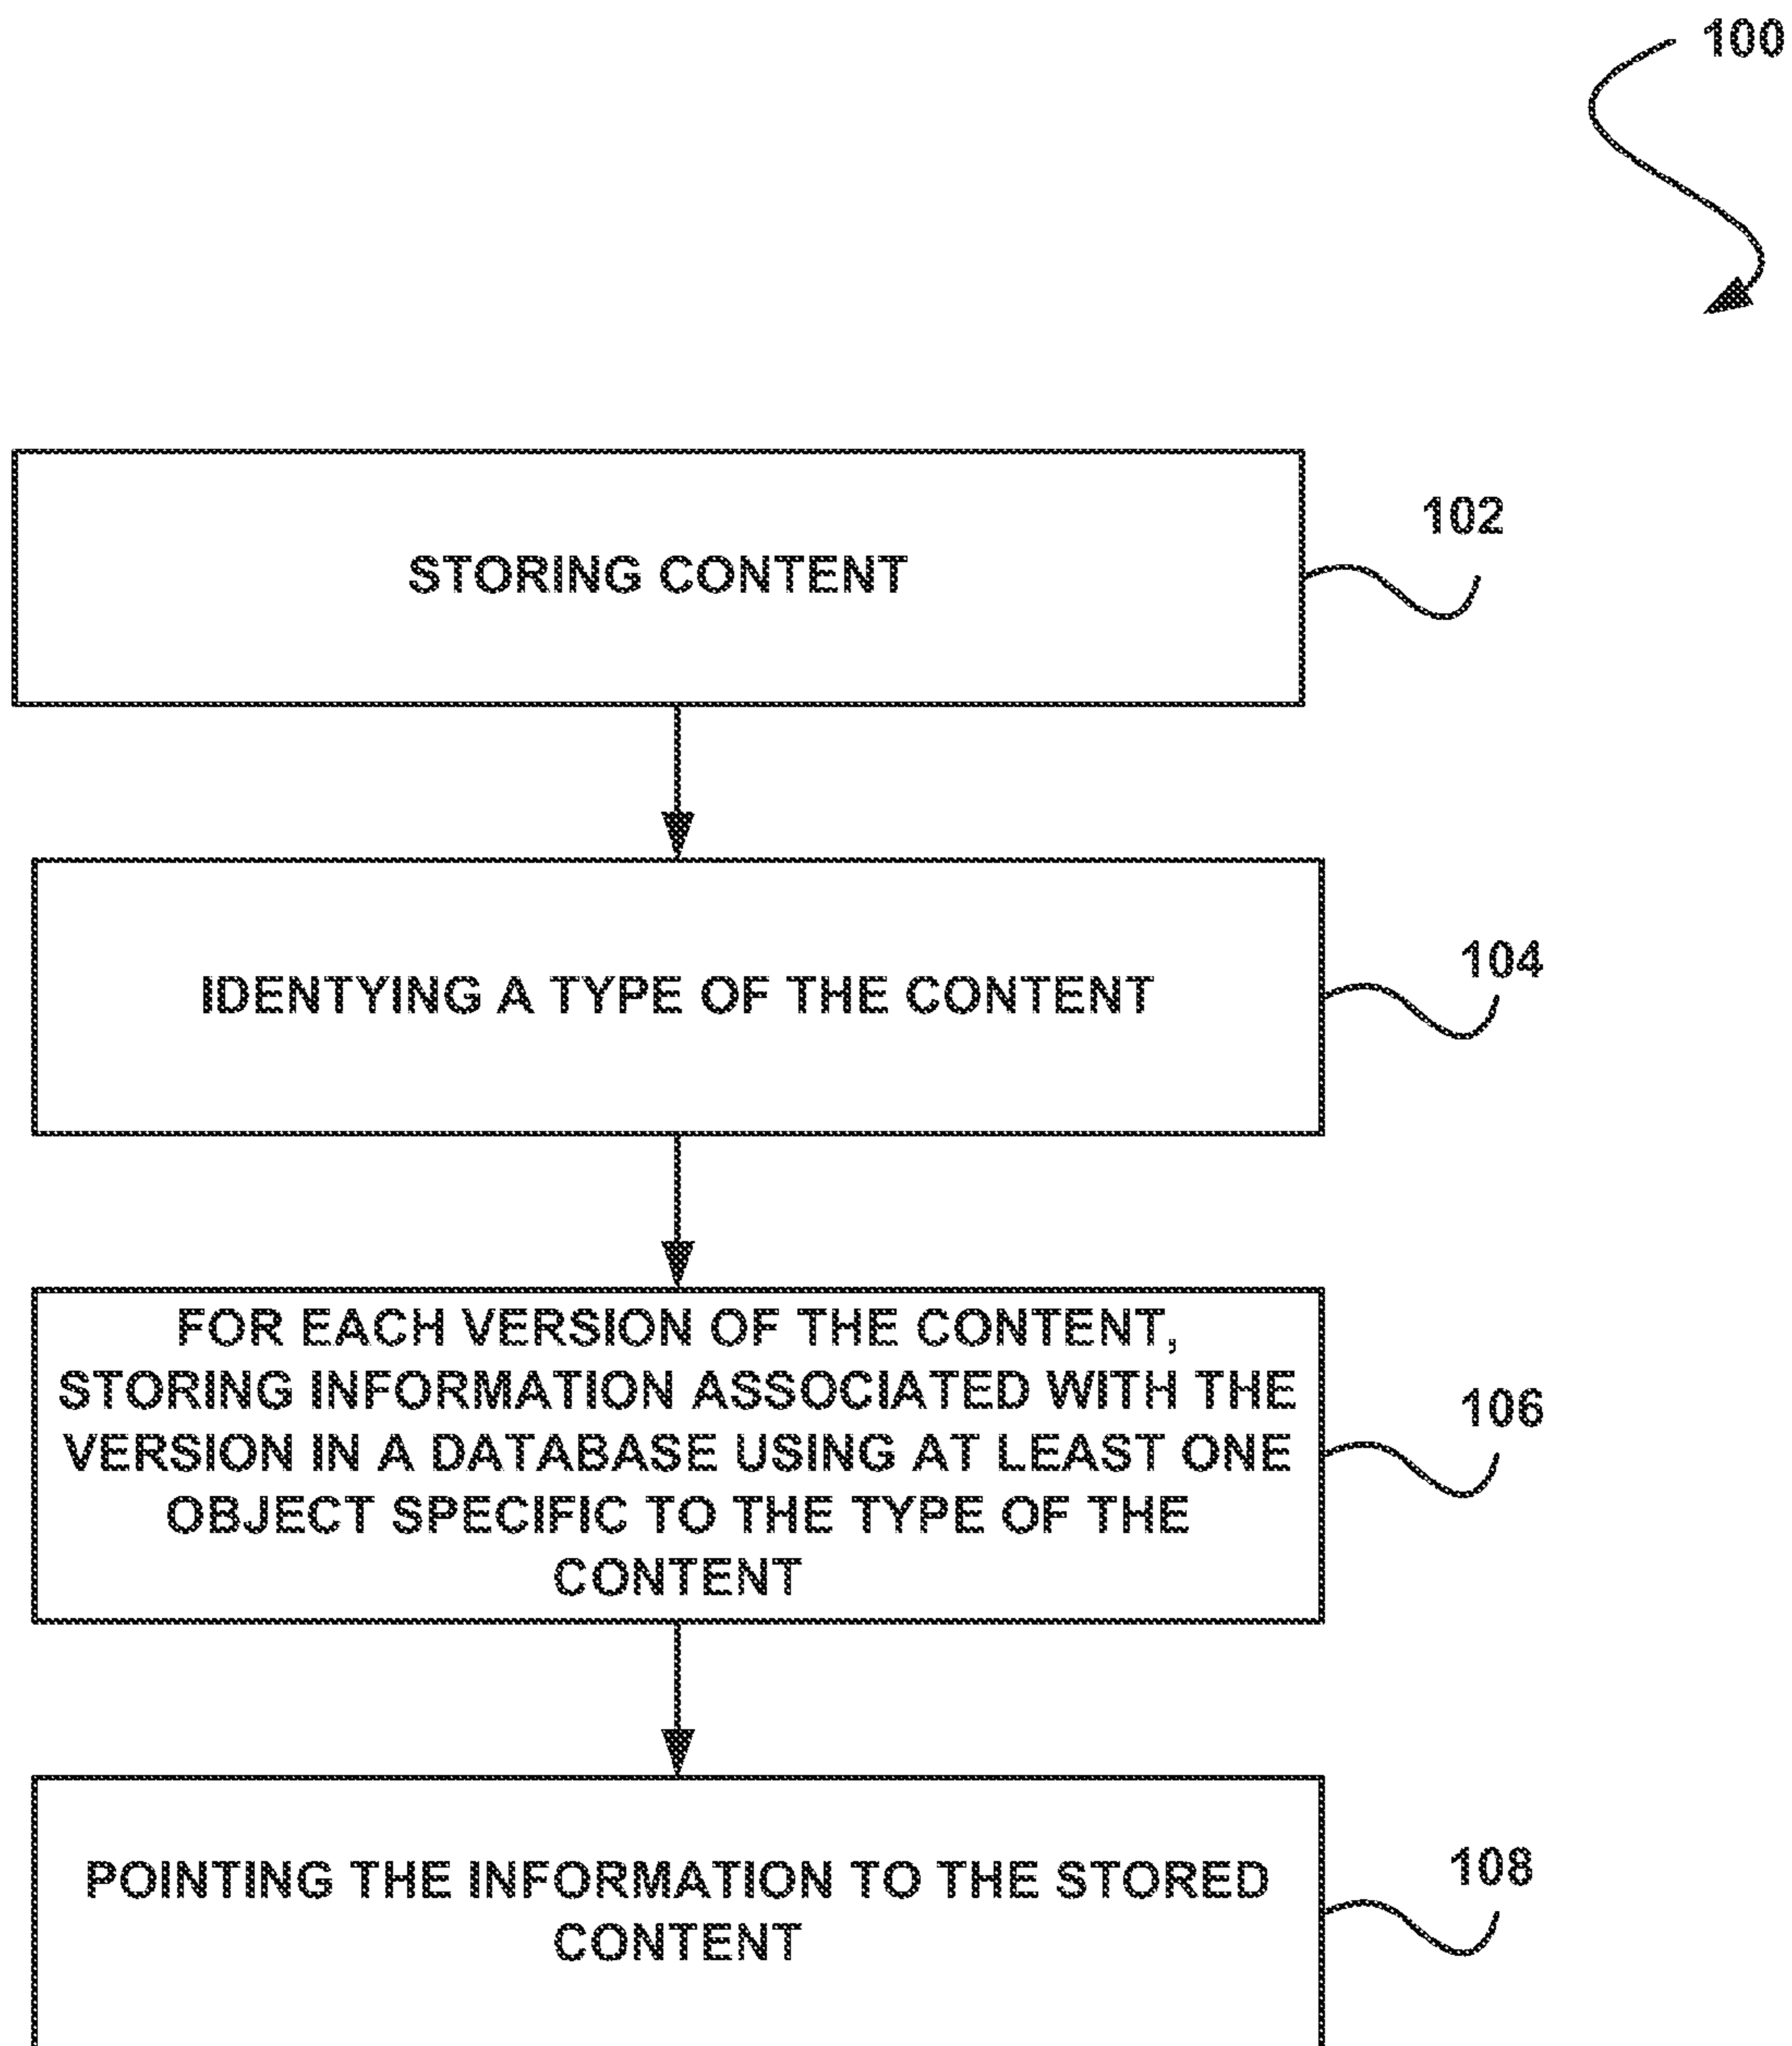 100
STORING CONTENT
102
IDENTYING A TYPE OF THE CONTENT
104
FOR EACH VERSION OF THE CONTENT,
STORING INFORMATION ASSOCIATED WITH THE
VERSION IN A DATABASE USING AT LEAST ONE
OBJECT SPECIFIC TO THE TYPE OF THE
CONTENT
106
POINTING THE INFORMATION TO THE STORED
CONTENT
108